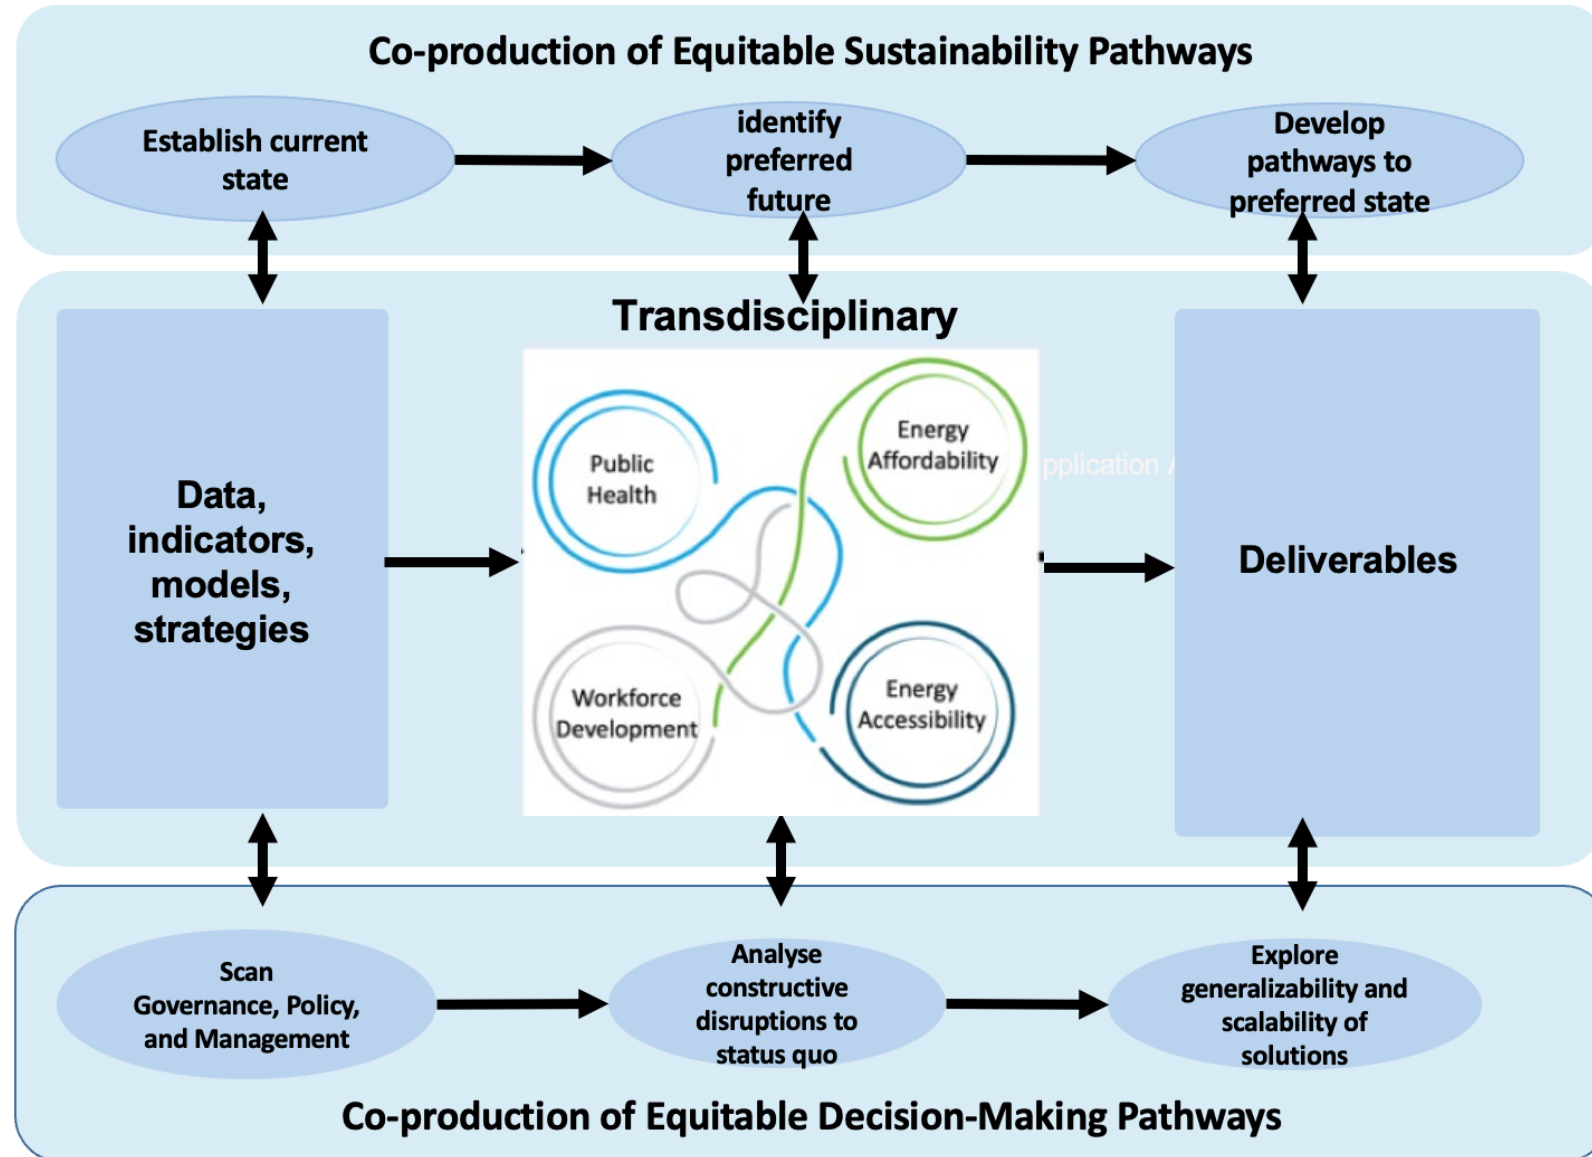 Co-production of Equitable Sustainability Pathways
Establish current
state
identify
preferred
future
Develop
pathways to
preferred state
Transdisciplinary
Data,
indicators,
models,
strategies
Public
Health
Energy
Affordability
Workforce
Development
Energy
Accessibility
pplication
Deliverables
Scan
Governance, Policy,
and Management
Analyse
constructive
disruptions to
status quo
Explore
generalizability and
scalability of
solutions
Co-production of Equitable Decision-Making Pathways